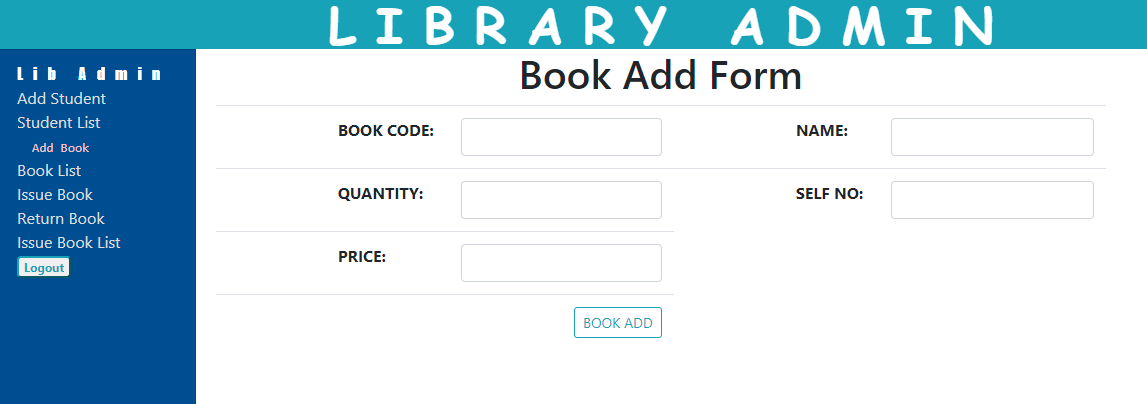 LIBRARY ADMIN
Lib Admin
Add Student
Student List
Add Book
Book List
Issue Book
Return Book
Issue Book List
Logout
Book Add Form
BOOK CODE: NAME:
QUANTITY: SELF NO:
PRICE:
BOOK ADD